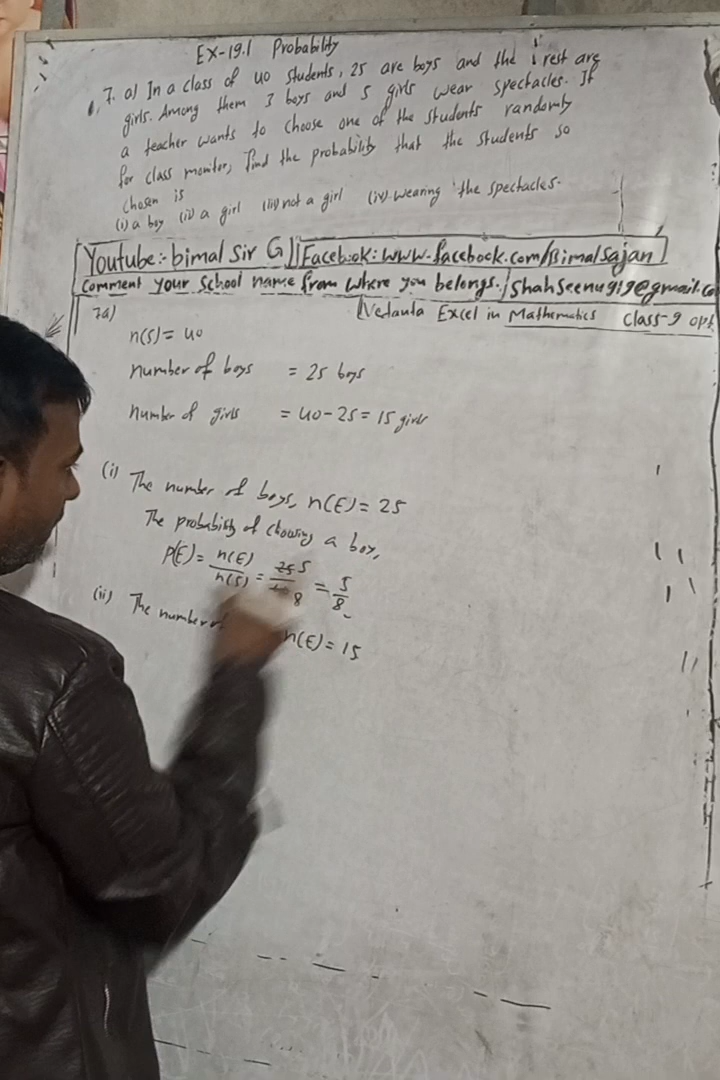 EX-19.1 Probability
7. a) In a class of 40 students, 25 are boys and the rest are
girls. Among them 3 boys and 5 girls wear spectacles. If
a teacher wants to choose one of the students randomly
for class monitor, find the probability that the students so
chosen is
(i) a boy (ii) a girl (iii) not a girl (iv) wearing the spectacles.
Youtube:- bimal Sir G || Facebook: www.facebook.com/Bimalsajan
Comment your School name from where you belongs. / Shahseenu919@gmail.co
Vedanta Excel in Mathematics Class-9 opt
7a)
n(S) = 40
number of boys = 25 boys
number of girls = 40-25 = 15 girls
(i) The number of boys, n(E) = 25
The probability of choosing a boy,
P(E) = n(E)/n(S) = 5/8 = 5/8
(ii) The number n(E) = 15